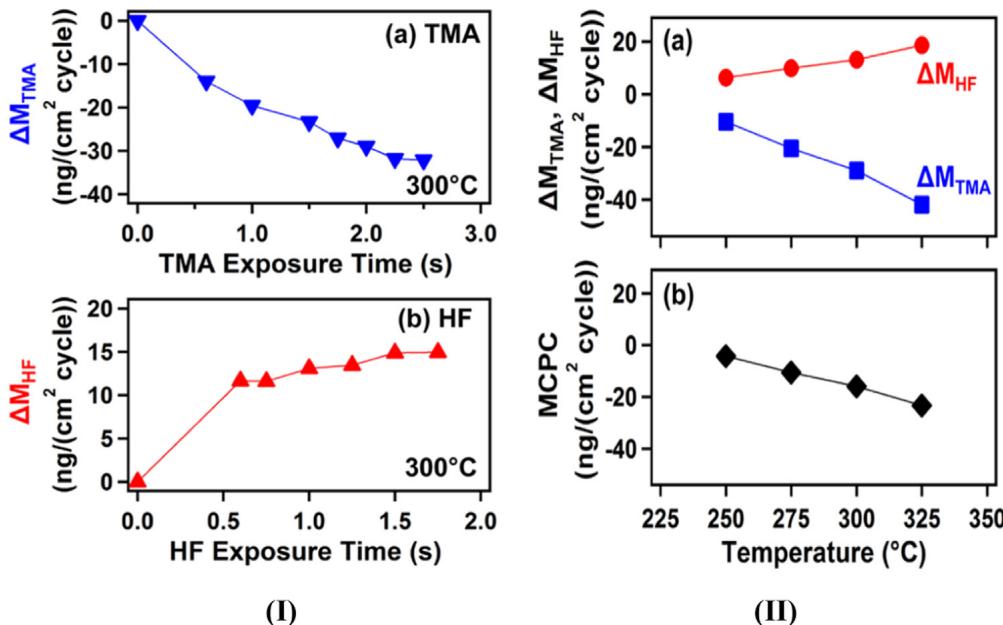 (a) TMA
300°C
0
-10
-20
-30
-40
ΔM_TMA
(ng/(cm² cycle))
0.0 1.0 2.0 3.0
TMA Exposure Time (s)
(b) HF
300°C
20
15
10
5
0
ΔM_HF
(ng/(cm² cycle))
0.0 0.5 1.0 1.5 2.0
HF Exposure Time (s)
(I)
(a)
ΔM_HF
ΔM_TMA
20
0
-20
-40
ΔM_TMA, ΔM_HF
(ng/(cm² cycle))
(b)
20
0
-20
-40
MCPC
(ng/(cm² cycle))
225 250 275 300 325 350
Temperature (°C)
(II)